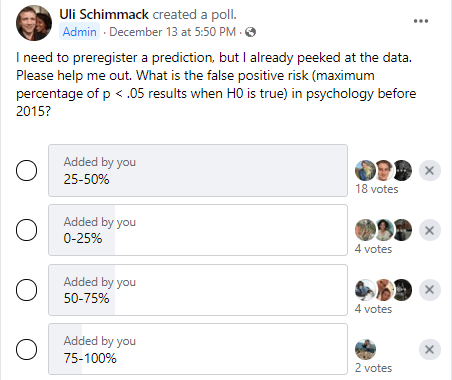 Uli Schimmack created a poll.
Admin · December 13 at 5:50 PM ·
I need to preregister a prediction, but I already peeked at the data.
Please help me out. What is the false positive risk (maximum
percentage of p < .05 results when H0 is true) in psychology before
2015?
Added by you
25-50%
18 votes
Added by you
0-25%
4 votes
Added by you
50-75%
4 votes
Added by you
75-100%
2 votes